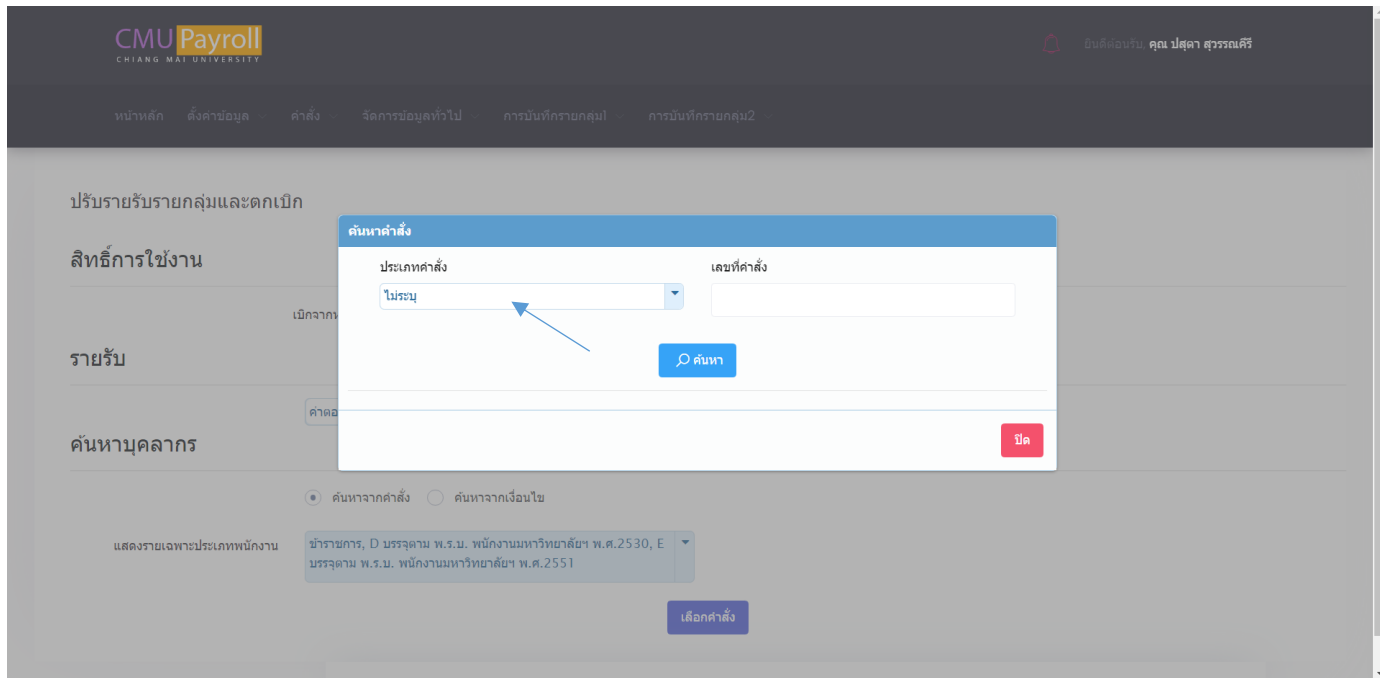 CMU Payroll
CHIANG MAI UNIVERSITY
ยินดีต่อนรับ, คุณ ปสุตา สุวรรณคีรี
หน้าหลัก ตั้งค่าข้อมูล คำสั่ง จัดการข้อมูลทั่วไป การบันทึกรายกลุ่ม1 การบันทึกรายกลุ่ม2
ปรับรายรับรายกลุ่มและตกเบิก
ค้นหาคำสั่ง
สิทธิ์การใช้งาน
ประเภทคำสั่ง เลขที่คำสั่ง
ไม่ระบุ
เบิกจาก
รายรับ
ค้นหา
ค่าตอ
ค้นหาบุคลากร
ปิด
ค้นหาจากคำสั่ง ค้นหาจากเงื่อนไข
แสดงรายเฉพาะประเภทพนักงาน
ข้าราชการ, D บรรจุตาม พ.ร.บ. พนักงานมหาวิทยาลัยฯ พ.ศ.2530, E
บรรจุตาม พ.ร.บ. พนักงานมหาวิทยาลัยฯ พ.ศ.2551
เลือกคำสั่ง